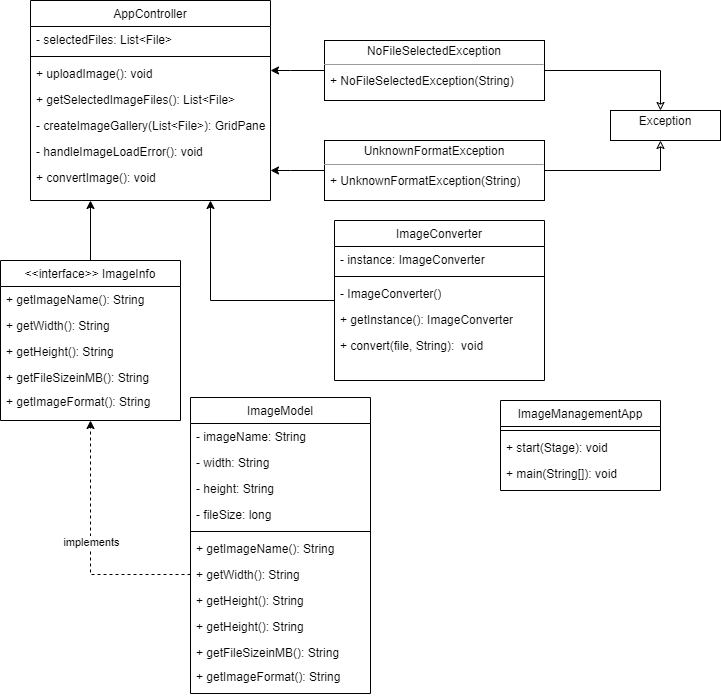 AppController
- selectedFiles: List<File>
+ uploadImage(): void
+ getSelectedImageFiles(): List<File>
- createImageGallery(List<File>): GridPane
- handleImageLoadError(): void
+ convertImage(): void
NoFileSelectedException
+ NoFileSelectedException(String)
Exception
UnknownFormatException
+ UnknownFormatException(String)
ImageConverter
- instance: ImageConverter
- ImageConverter()
+ getInstance(): ImageConverter
+ convert(file, String): void
<<interface>> ImageInfo
+ getImageName(): String
+ getWidth(): String
+ getHeight(): String
+ getFileSizeinMB(): String
+ getImageFormat(): String
implements
ImageModel
- imageName: String
- width: String
- height: String
- fileSize: long
+ getImageName(): String
+ getWidth(): String
+ getHeight(): String
+ getHeight(): String
+ getFileSizeinMB(): String
+ getImageFormat(): String
ImageManagementApp
+ start(Stage): void
+ main(String[]): void